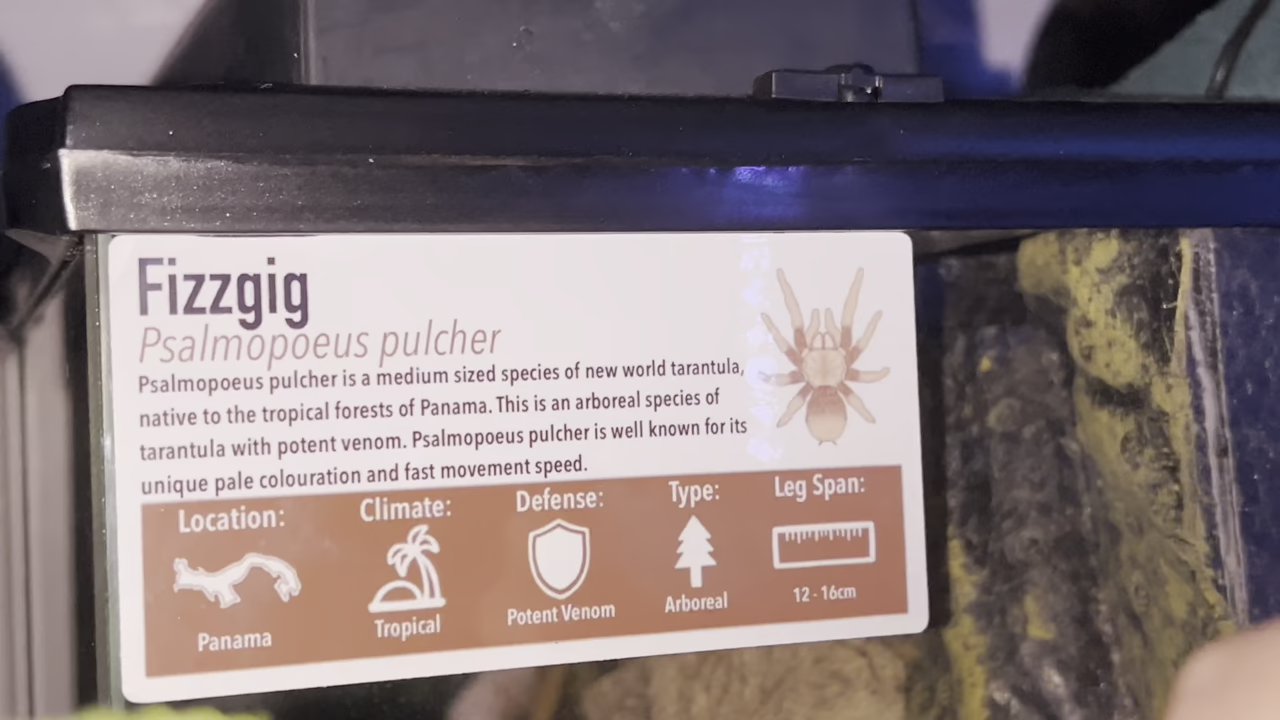 Fizzgig
Psalmopoeus pulcher
Psalmopoeus pulcher is a medium sized species of new world tarantula,
native to the tropical forests of Panama. This is an arboreal species of
tarantula with potent venom. Psalmopoeus pulcher is well known for its
unique pale colouration and fast movement speed.
Location: Climate: Defense: Type: Leg Span:
Panama Tropical Potent Venom Arboreal 12 - 16cm